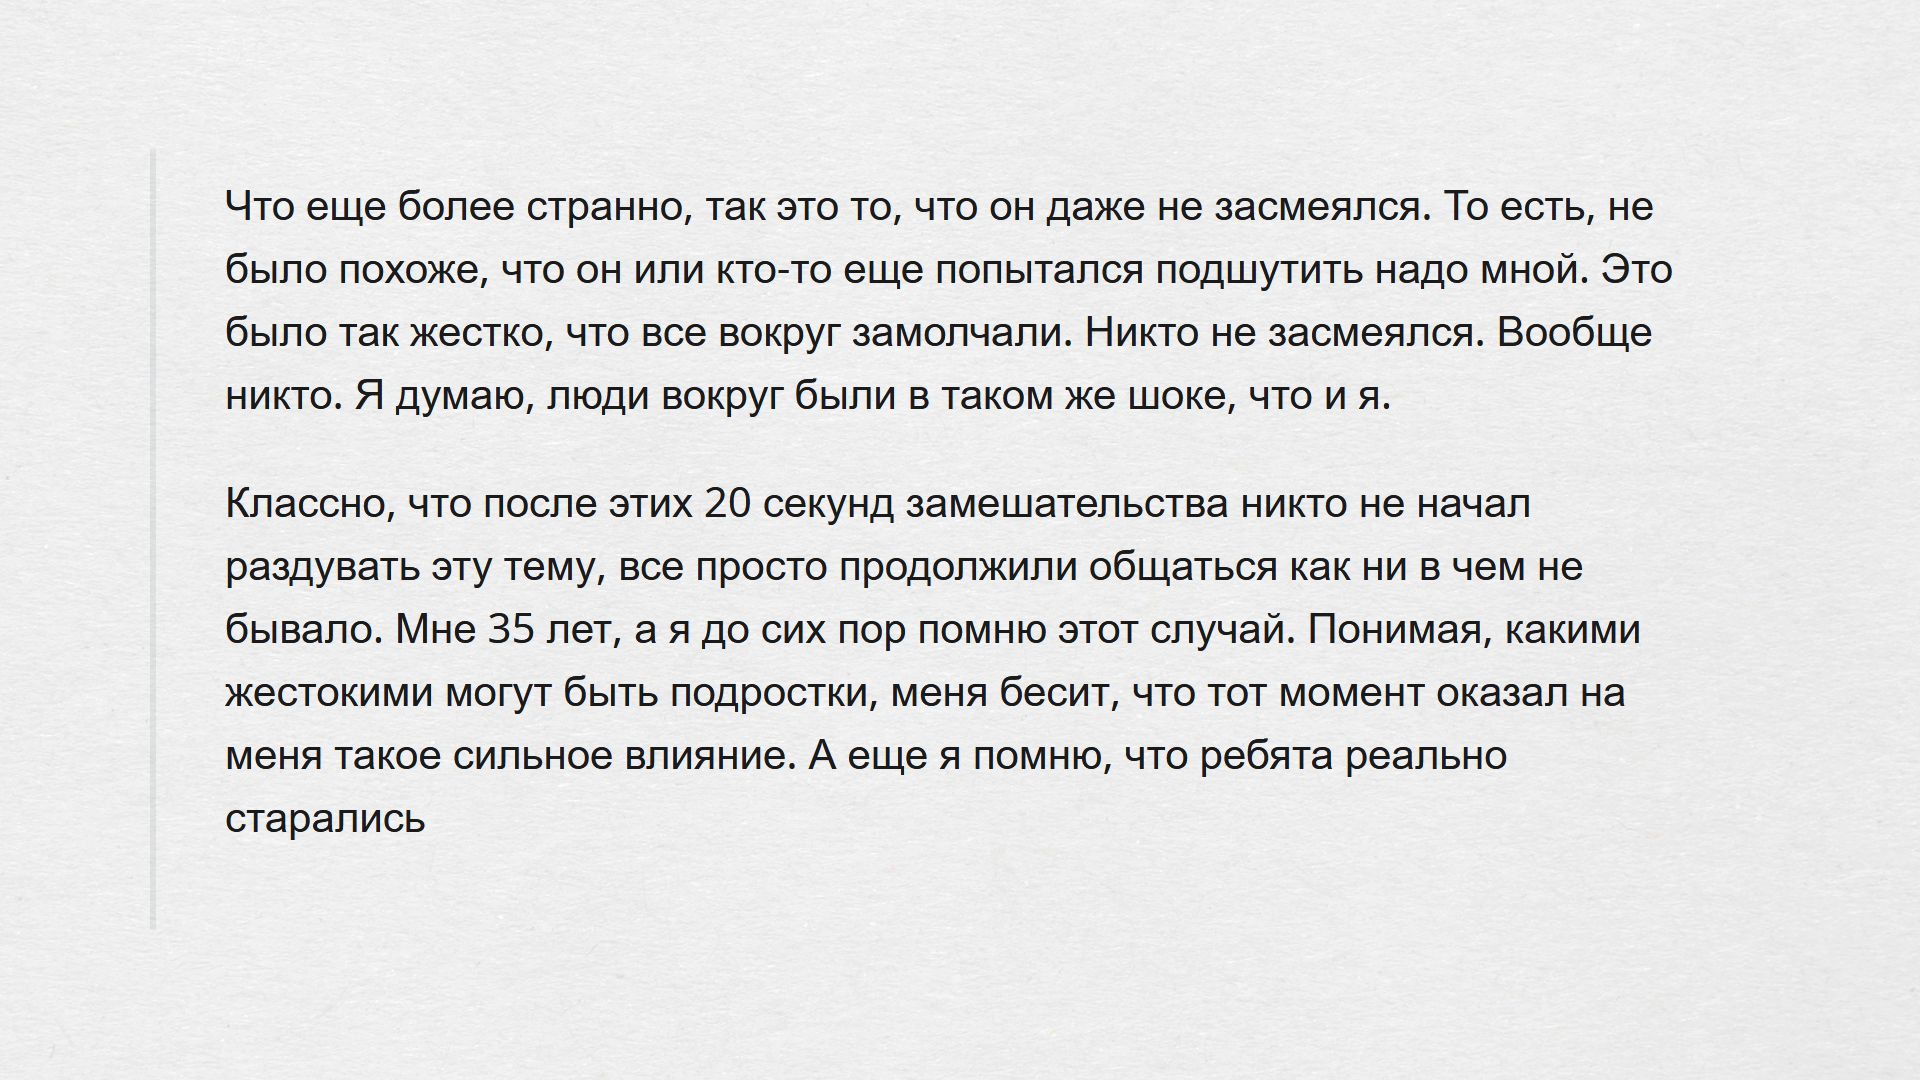 Что еще более странно, так это то, что он даже не засмеялся. То есть, не
было похоже, что он или кто-то еще попытался подшутить надо мной. Это
было так жестко, что все вокруг замолчали. Никто не засмеялся. Вообще
никто. Я думаю, люди вокруг были в таком же шоке, что и я.
Классно, что после этих 20 секунд замешательства никто не начал
раздувать эту тему, все просто продолжили общаться как ни в чем не
бывало. Мне 35 лет, а я до сих пор помню этот случай. Понимая, какими
жестокими могут быть подростки, меня бесит, что тот момент оказал на
меня такое сильное влияние. А еще я помню, что ребята реально
старались